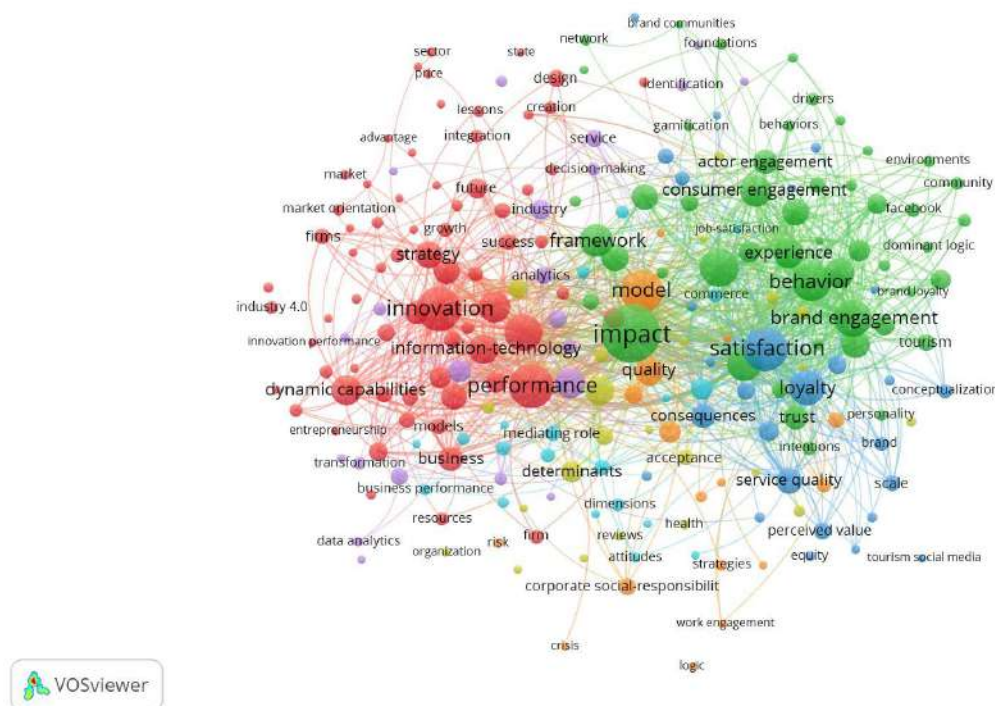 brand communities
network
foundations
sector
state
price
design
identification
drivers
lessons
creation
gamification
behaviors
advantage
integration
service
actor engagement
environments
market
decision-making
consumer engagement
community
future
market orientation
industry
facebook
growth
job-satisfaction
firms
success
framework
dominant logic
strategy
experience
analytics
model
commerce
behavior
brand loyalty
industry 4.0
innovation
brand engagement
impact
innovation performance
information-technology
satisfaction
tourism
quality
dynamic capabilities
performance
loyalty
conceptualization
consequences
trust
personality
entrepreneurship
models
mediating role
intentions
brand
transformation
business
determinants
acceptance
service quality
scale
business performance
dimensions
resources
health
perceived value
data analytics
organization
risk
firm
reviews
attitudes
strategies
equity
tourism social media
corporate social-responsibilit
work engagement
crisis
logic
VOSviewer